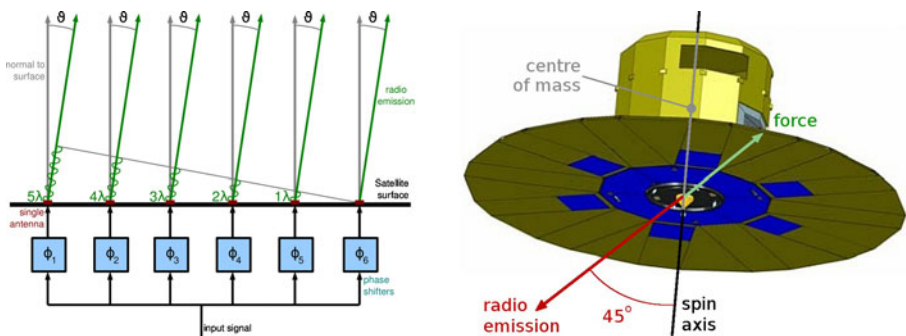 ϑ ϑ ϑ ϑ ϑ ϑ
normal to
surface
radio
emission
5λ 4λ 3λ 2λ 1λ
Satellite
surface
single
antenna
ϕ1 ϕ2 ϕ3 ϕ4 ϕ5 ϕ6
phase
shifters
input signal
centre
of mass
force
radio
emission
45°
spin
axis